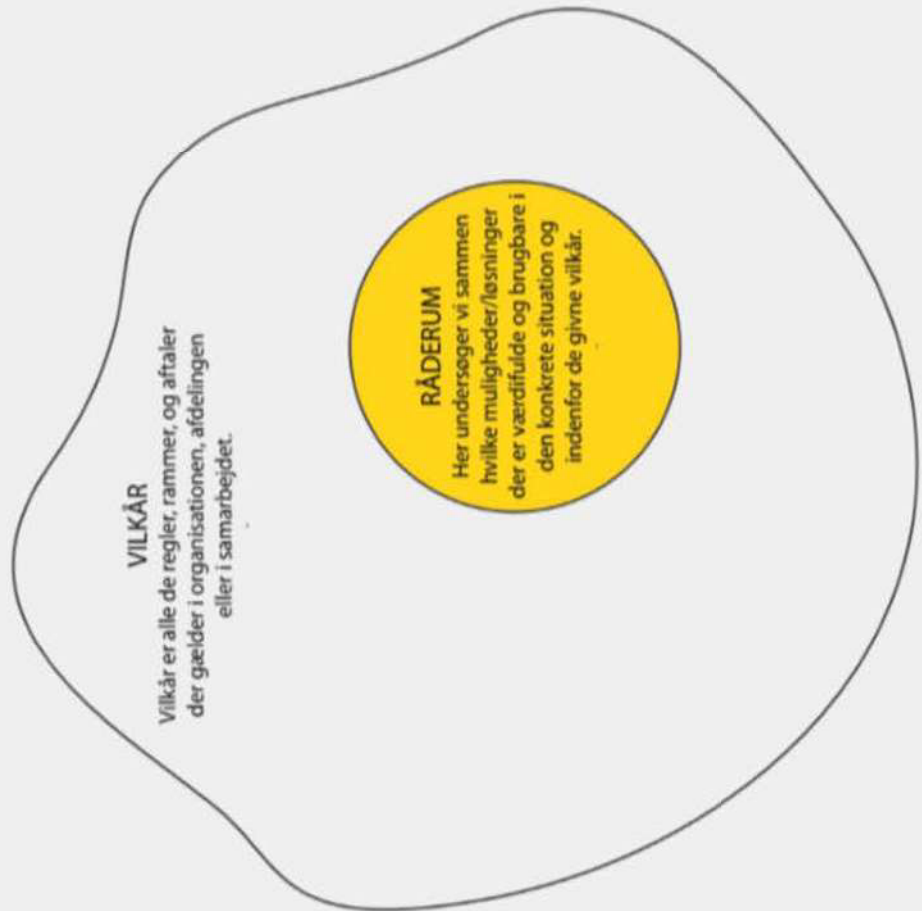 VILKÅR
Vilkår er alle de regler, rammer, og aftaler
der gælder i organisationen, afdelingen
eller i samarbejdet.
RÅDERUM
Her undersøger vi sammen
hvilke muligheder/løsninger
der er værdifulde og brugbare i
den konkrete situation og
indenfor de givne vilkår.